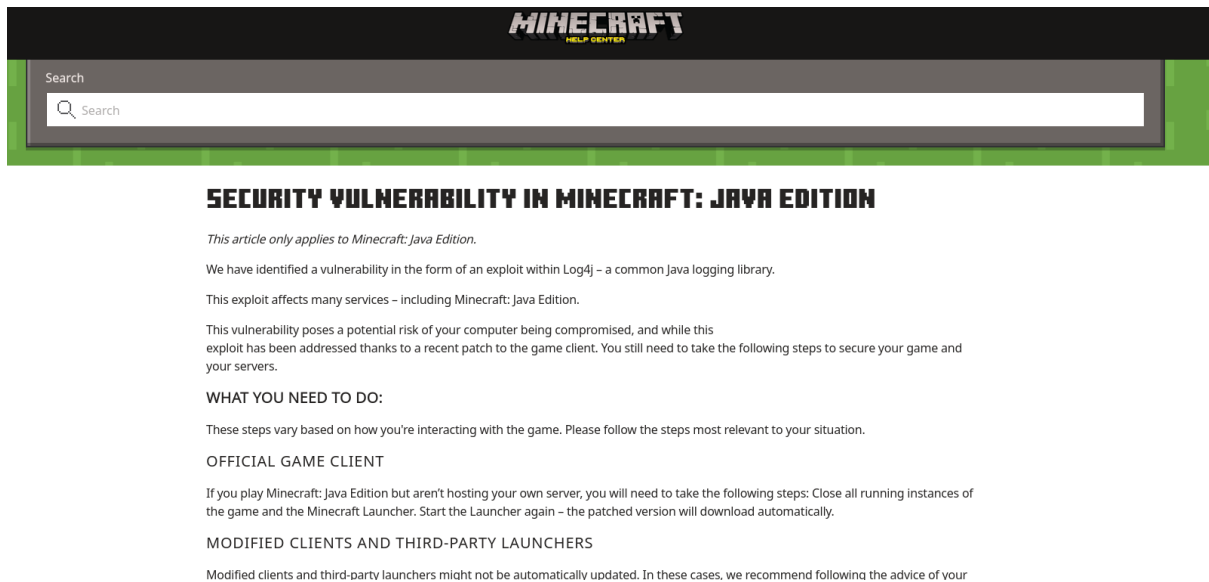 MINECRAFT
HELP CENTER
Search
Search
SECURITY VULNERABILITY IN MINECRAFT: JAVA EDITION
This article only applies to Minecraft: Java Edition.
We have identified a vulnerability in the form of an exploit within Log4j – a common Java logging library.
This exploit affects many services – including Minecraft: Java Edition.
This vulnerability poses a potential risk of your computer being compromised, and while this
exploit has been addressed thanks to a recent patch to the game client. You still need to take the following steps to secure your game and
your servers.
WHAT YOU NEED TO DO:
These steps vary based on how you're interacting with the game. Please follow the steps most relevant to your situation.
OFFICIAL GAME CLIENT
If you play Minecraft: Java Edition but aren’t hosting your own server, you will need to take the following steps: Close all running instances of
the game and the Minecraft Launcher. Start the Launcher again – the patched version will download automatically.
MODIFIED CLIENTS AND THIRD-PARTY LAUNCHERS
Modified clients and third-party launchers might not be automatically updated. In these cases, we recommend following the advice of your